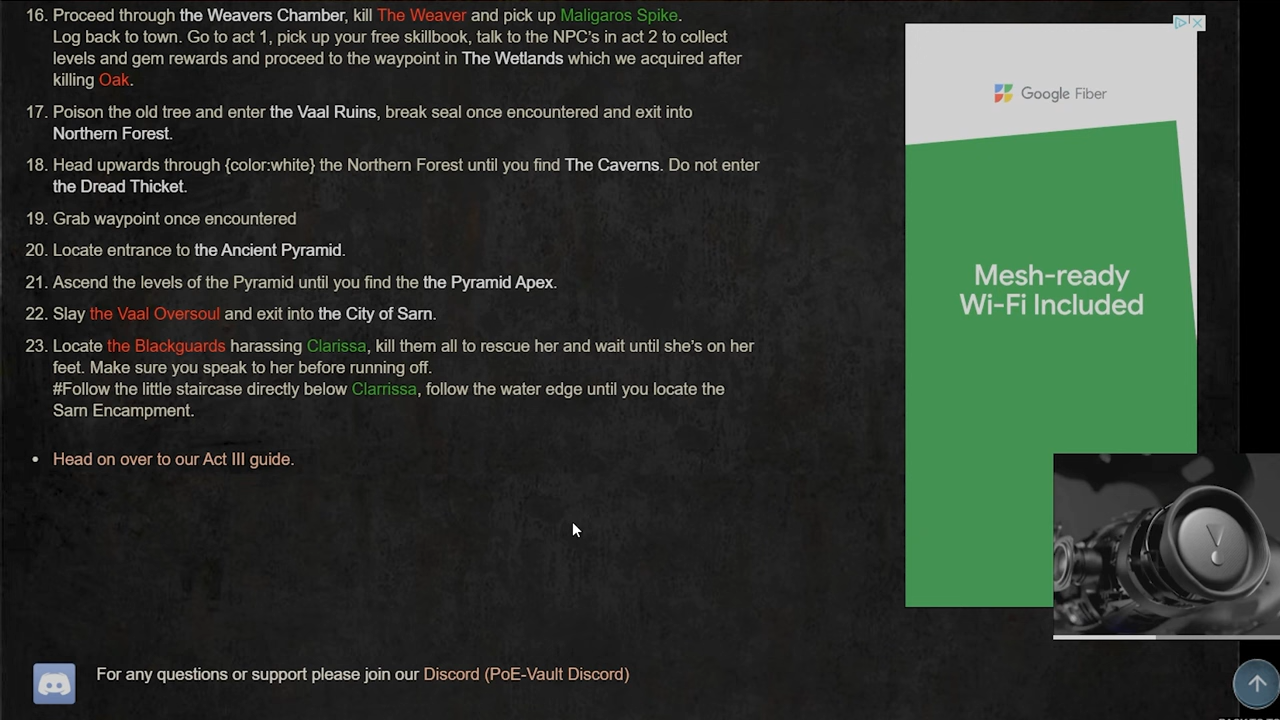 16. Proceed through the Weavers Chamber, kill The Weaver and pick up Maligaros Spike.
Log back to town. Go to act 1, pick up your free skillbook, talk to the NPC's in act 2 to collect
levels and gem rewards and proceed to the waypoint in The Wetlands which we acquired after
killing Oak.
17. Poison the old tree and enter the Vaal Ruins, break seal once encountered and exit into
Northern Forest.
18. Head upwards through {color:white} the Northern Forest until you find The Caverns. Do not enter
the Dread Thicket.
19. Grab waypoint once encountered
20. Locate entrance to the Ancient Pyramid.
21. Ascend the levels of the Pyramid until you find the the Pyramid Apex.
22. Slay the Vaal Oversoul and exit into the City of Sarn.
23. Locate the Blackguards harassing Clarissa, kill them all to rescue her and wait until she's on her
feet. Make sure you speak to her before running off.
#Follow the little staircase directly below Clarrissa, follow the water edge until you locate the
Sarn Encampment.
• Head on over to our Act III guide.
For any questions or support please join our Discord (PoE-Vault Discord)
Google Fiber
Mesh-ready
Wi-Fi Included